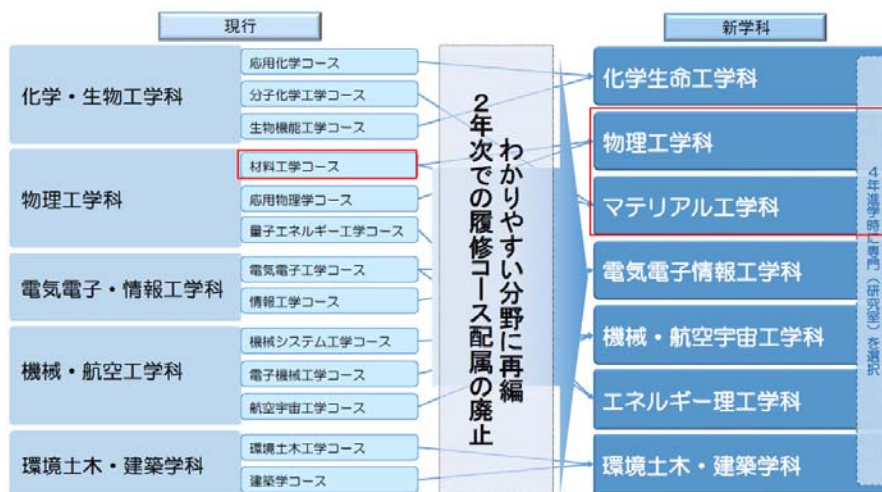 現行
新学科
化学・生物工学科
応用化学コース
分子化学工学コース
生物機能工学コース
物理工学科
材料工学コース
応用物理学コース
量子エネルギー工学コース
電気電子・情報工学科
電気電子工学コース
情報工学コース
機械・航空工学科
機械システム工学コース
電子機械工学コース
航空宇宙工学コース
環境土木・建築学科
環境土木工学コース
建築学コース
わかりやすい分野に再編
2年次での履修コース配属の廃止
化学生命工学科
物理工学科
マテリアル工学科
電気電子情報工学科
機械・航空宇宙工学科
エネルギー理工学科
環境土木・建築学科
4年進学時に専門（研究室）を選択